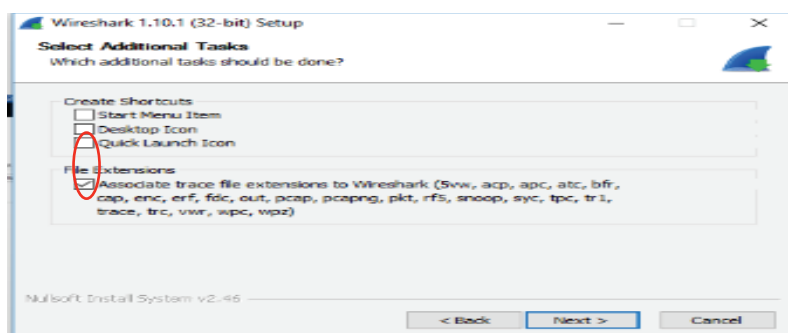 Wireshark 1.10.1 (32-bit) Setup
Select Additional Tasks
Which additional tasks should be done?
Create Shortcuts
Start Menu Item
Desktop Icon
Quick Launch Icon
File Extensions
Associate trace file extensions to Wireshark (5vw, acp, apc, atc, bfr,
cap, enc, erf, fdc, out, pcap, pcapng, pkt, rf5, snoop, syc, tpc, tr1,
trace, trc, vwr, wpc, wpz)
Nullsoft Install System v2.46
< Back Next > Cancel